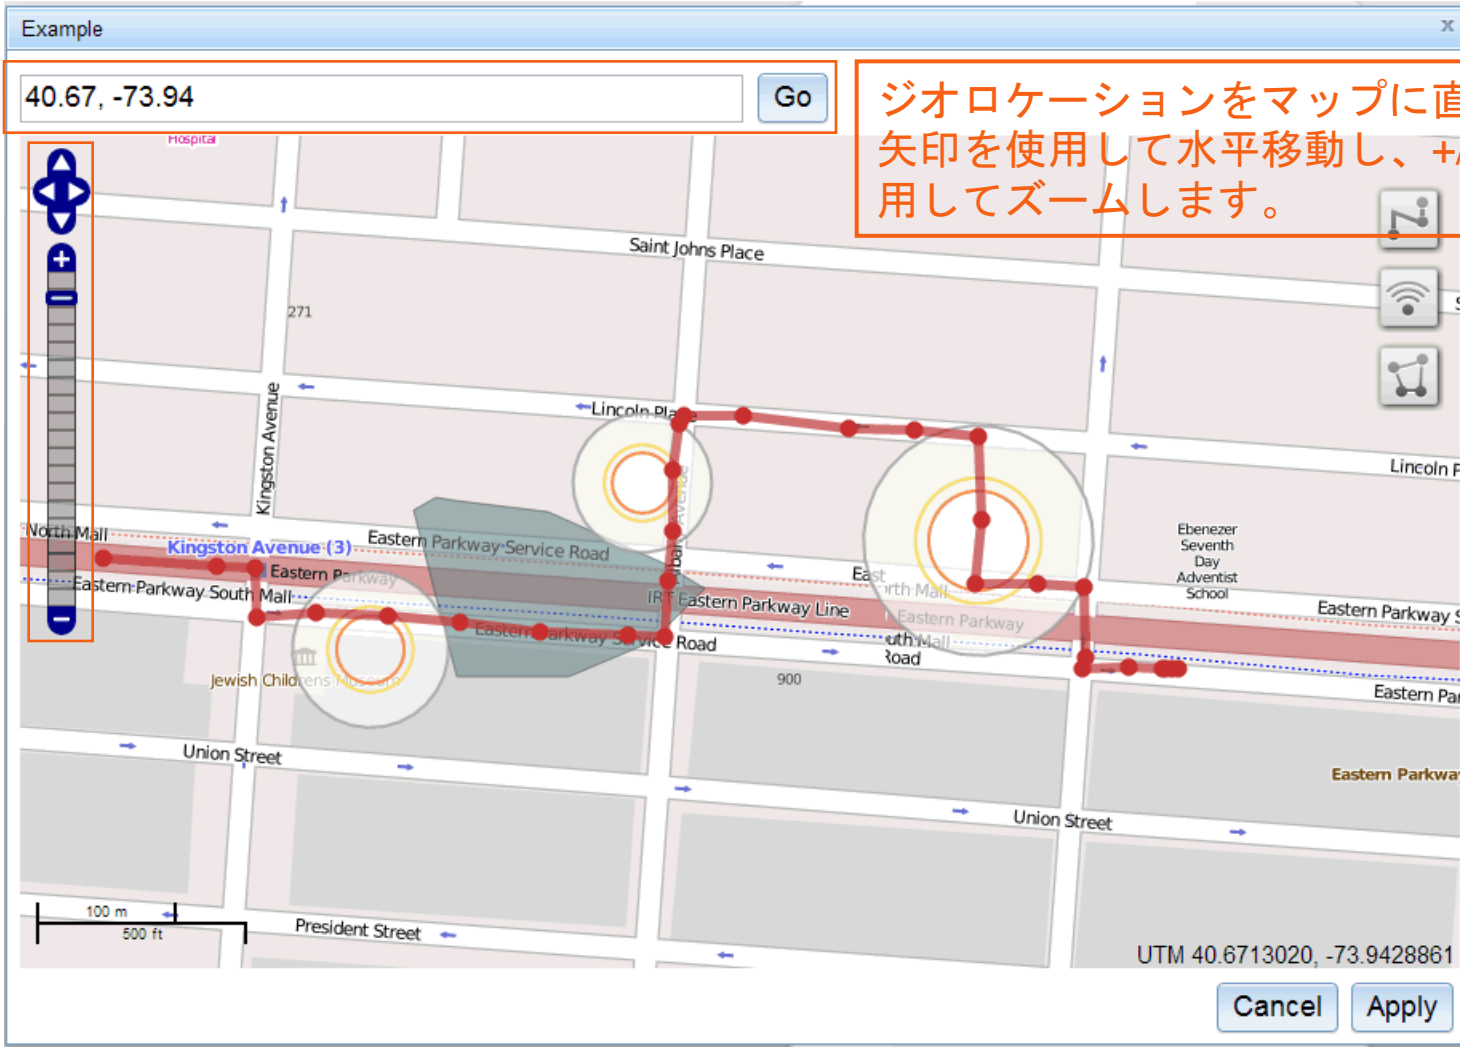 Example
x
40.67, -73.94
Go
ジオロケーションをマップに直
矢印を使用して水平移動し、+/
用してズームします。
Hospital
Saint Johns Place
271
Kingston Avenue
Lincoln Place
Lincoln P
North Mall
Kingston Avenue (3)
Eastern Parkway Service Road
Eastern Parkway
Eastern Parkway South Mall
IRT Eastern Parkway Line
Eastern Parkway Service Road
Eastern Parkway
Ebenezer
Seventh
Day
Adventist
School
Eastern Parkway S
Road
900
Jewish Childrens Museum
Eastern Par
Union Street
Eastern Parkway
Union Street
100 m
500 ft
President Street
UTM 40.6713020, -73.9428861
Cancel
Apply